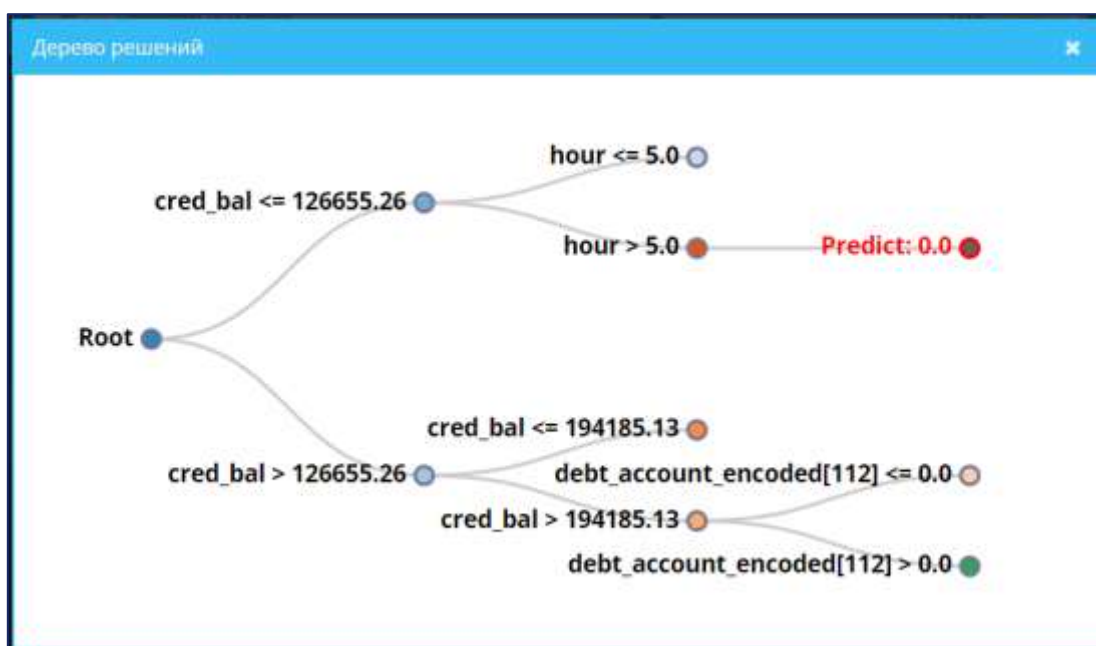 Дерево решений
hour <= 5.0
cred_bal <= 126655.26
hour > 5.0
Predict: 0.0
Root
cred_bal <= 194185.13
cred_bal > 126655.26
debt_account_encoded[112] <= 0.0
cred_bal > 194185.13
debt_account_encoded[112] > 0.0